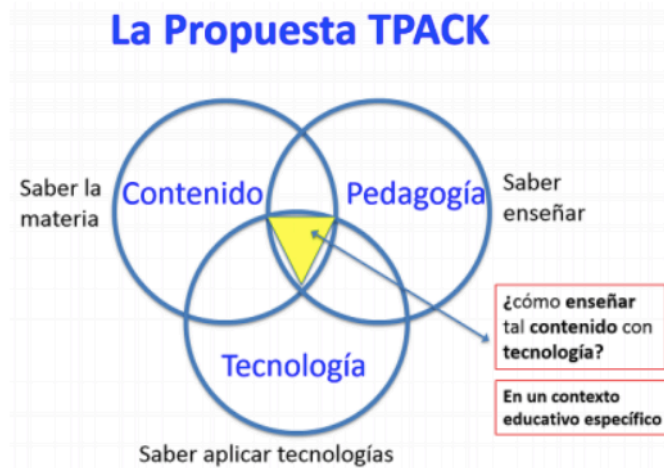 La Propuesta TPACK
Saber la
materia
Contenido
Pedagogía
Saber
enseñar
¿cómo enseñar
tal contenido con
tecnología?
Tecnología
En un contexto
educativo específico
Saber aplicar tecnologías